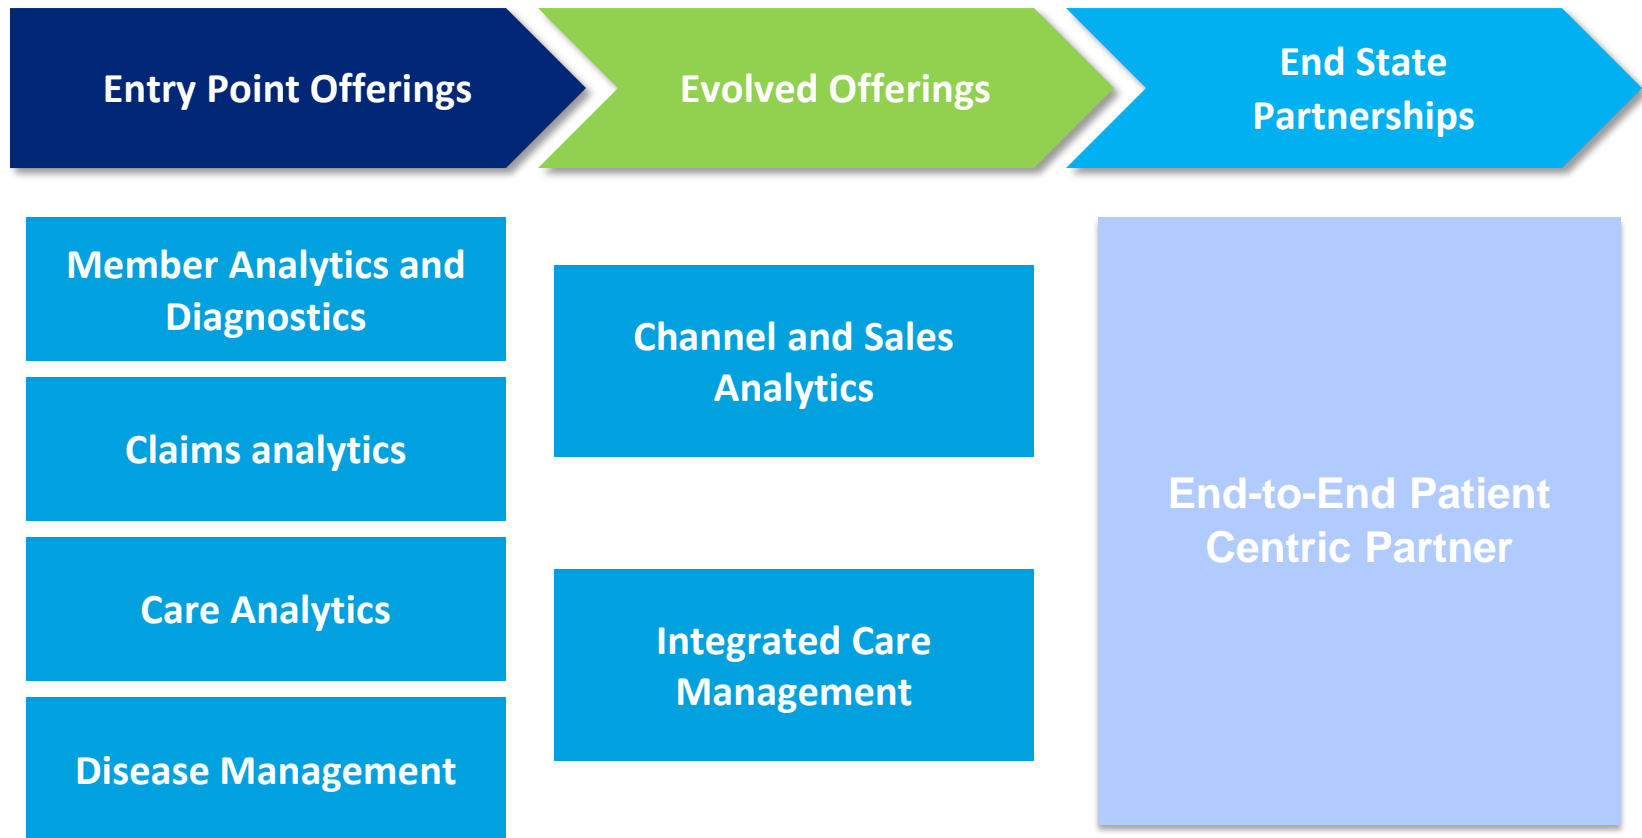 Entry Point Offerings
Evolved Offerings
End State
Partnerships
Member Analytics and
Diagnostics
Claims analytics
Care Analytics
Disease Management
Channel and Sales
Analytics
Integrated Care
Management
End-to-End Patient
Centric Partner